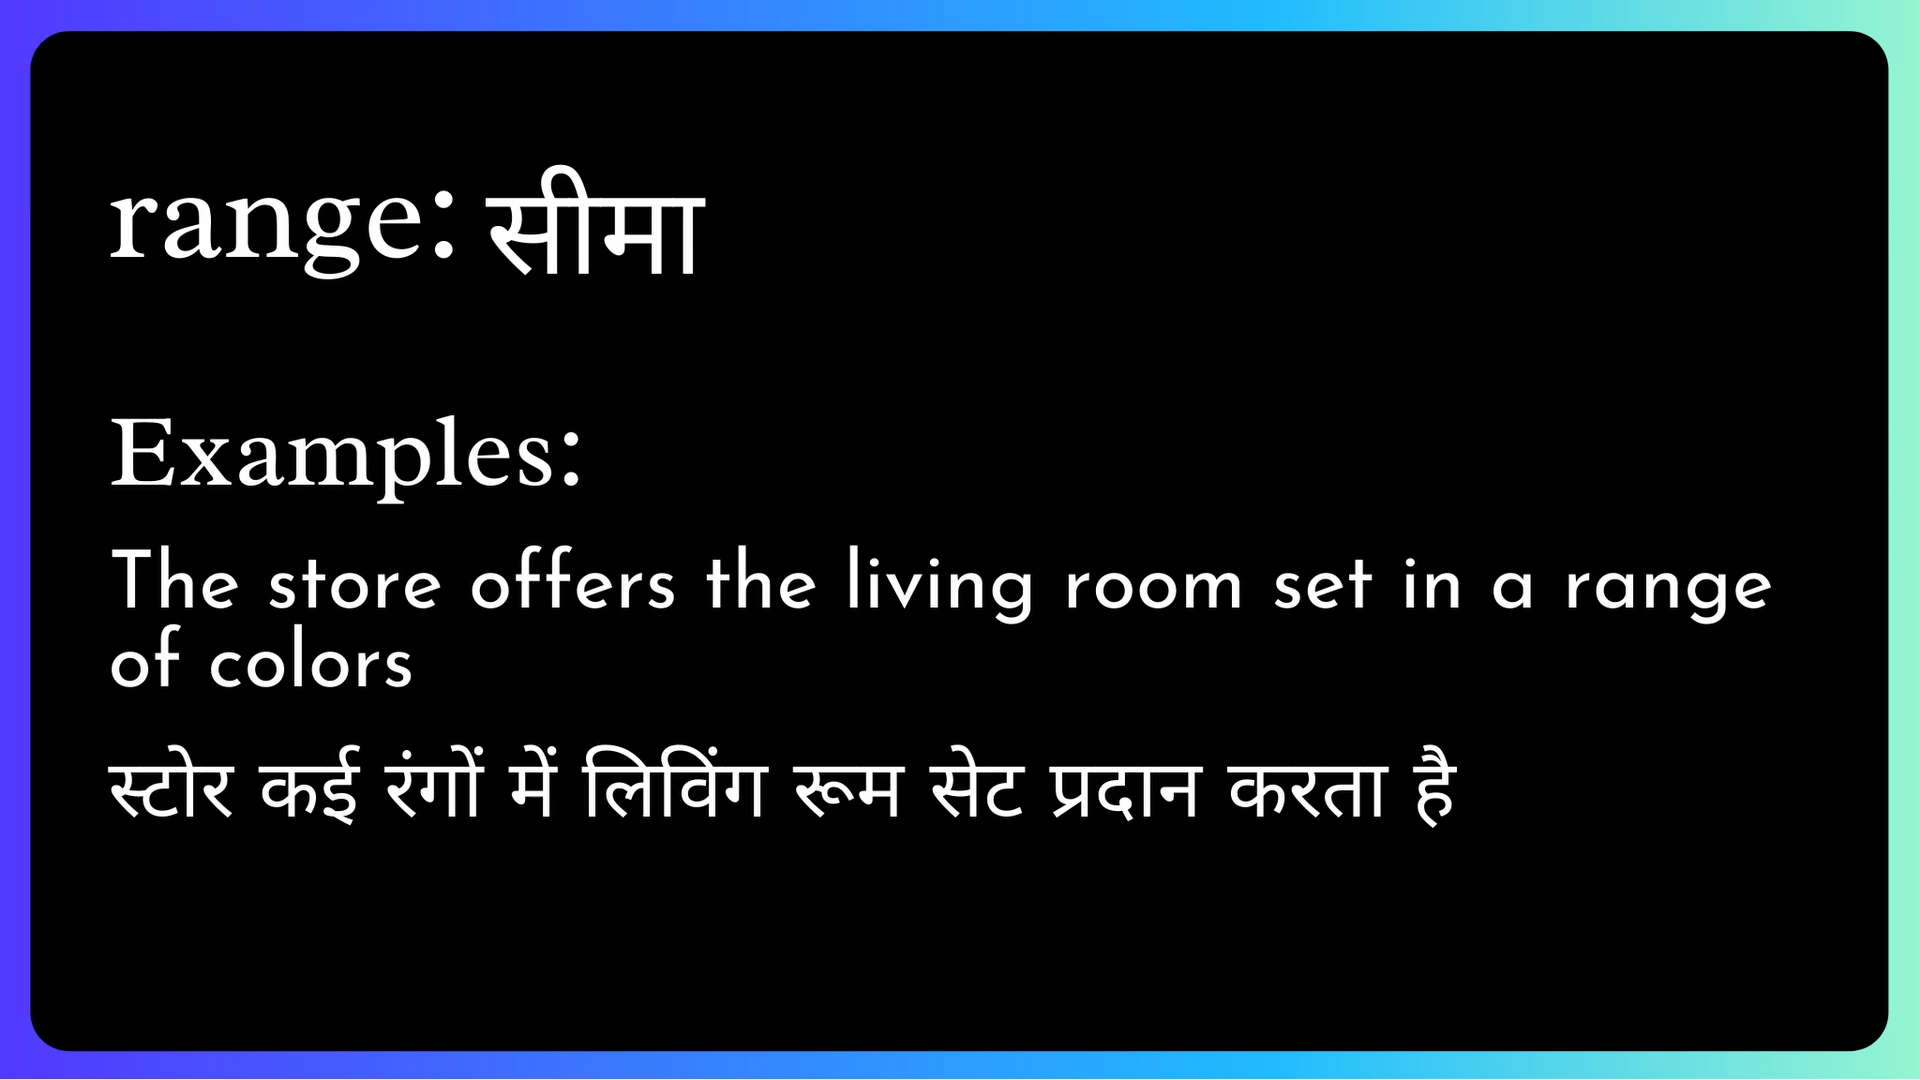 range: सीमा
Examples:
The store offers the living room set in a range
of colors
स्टोर कई रंगों में लिविंग रूम सेट प्रदान करता है